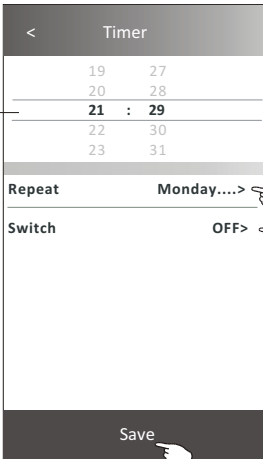 < Timer
19 27
20 28
21 : 29
22 30
23 31
Repeat Monday....>
Switch OFF>
Save